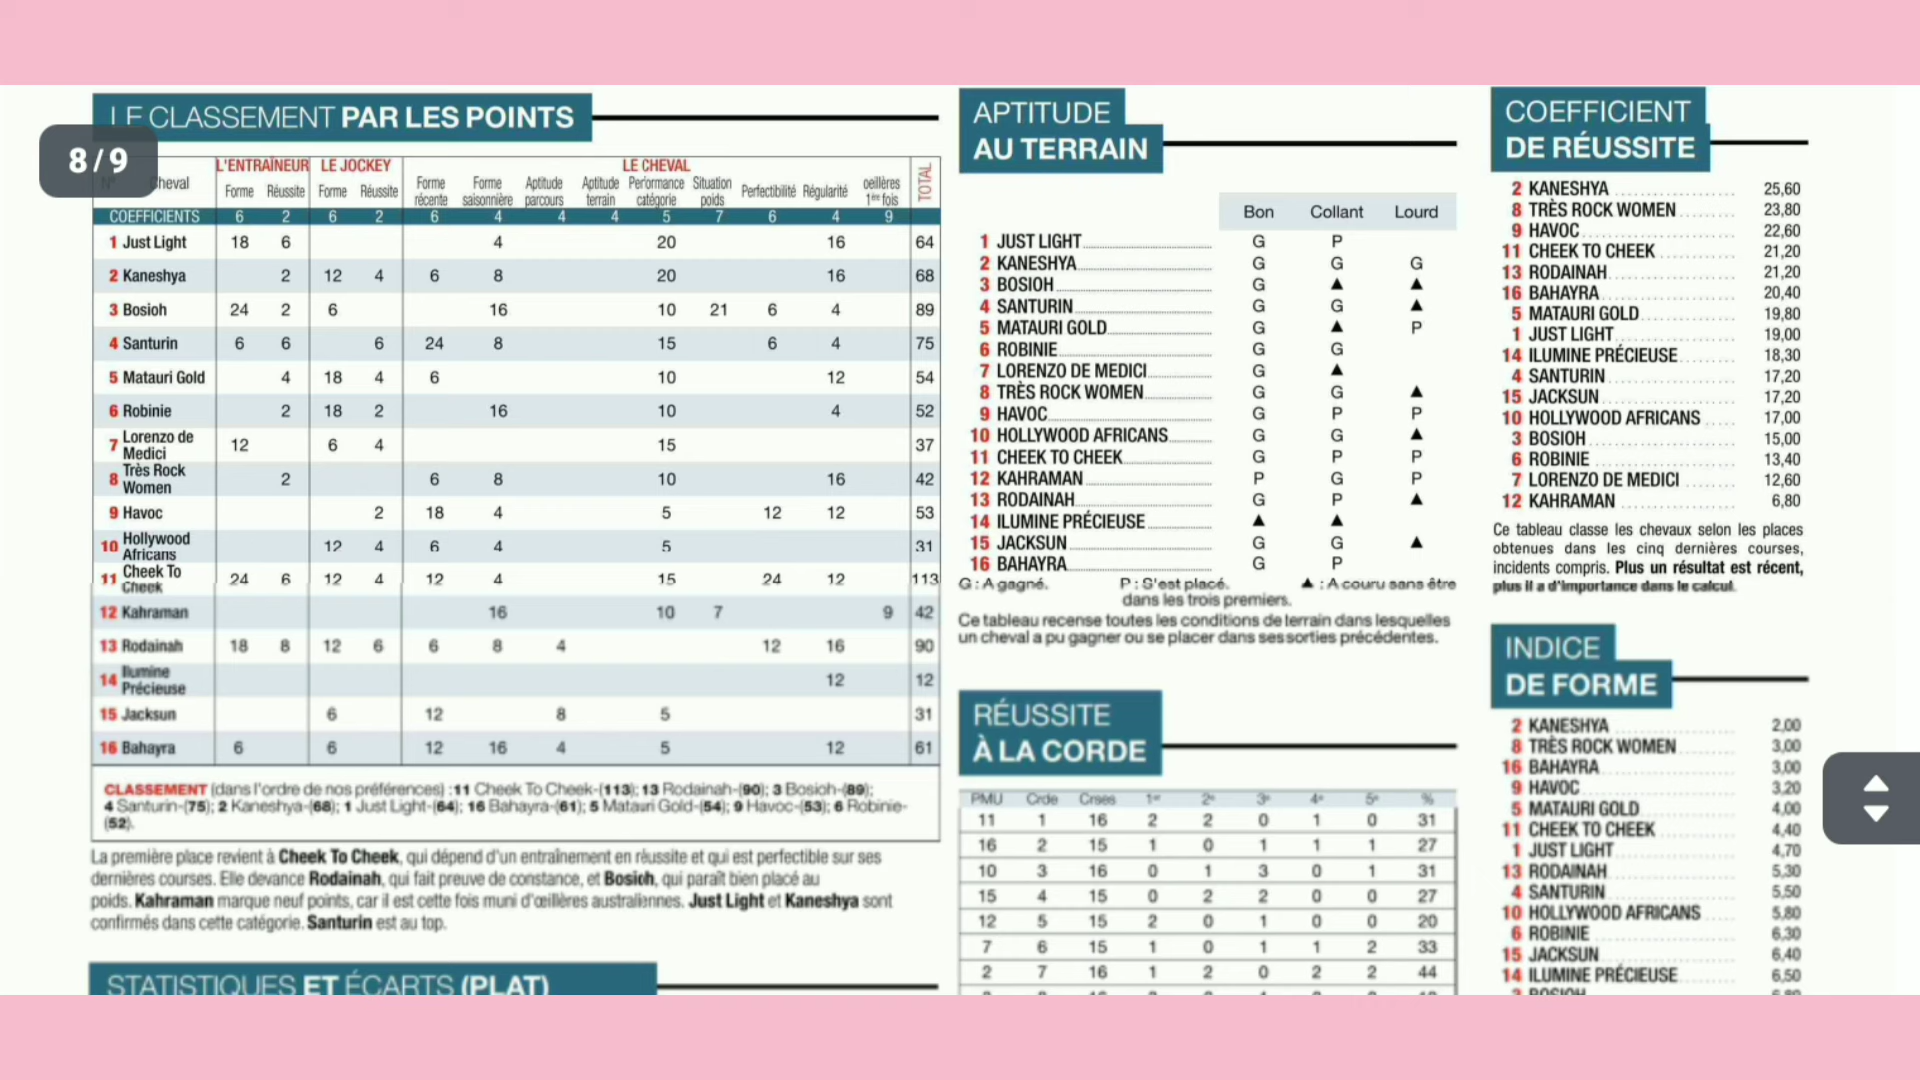 LE CLASSEMENT PAR LES POINTS
8/9
L'ENTRAÎNEUR LE JOCKEY LE CHEVAL TOTAL
Cheval Forme Réussite Forme Réussite Forme récente Forme saisonnière Aptitude parcours Aptitude terrain Performance catégorie Situation poids Perfectibilité Régularité oeillères 1ère fois
COEFFICIENTS 6 2 6 2 6 4 4 4 5 7 6 4 9
1 Just Light 18 6 4 20 16 64
2 Kaneshya 2 12 4 6 8 20 16 68
3 Bosioh 24 2 6 16 10 21 6 4 89
4 Santurin 6 6 6 24 8 15 6 4 75
5 Matauri Gold 4 18 4 6 10 12 54
6 Robinie 2 18 2 16 10 4 52
7 Lorenzo de Medici 12 6 4 15 37
8 Très Rock Women 2 6 8 10 16 42
9 Havoc 2 18 4 5 12 12 53
10 Hollywood Africans 12 4 6 4 5 31
11 Cheek To Cheek 24 6 12 4 12 4 15 24 12 113
12 Kahraman 16 10 7 9 42
13 Rodainah 18 8 12 6 6 8 4 12 16 90
14 Ilumine Précieuse 12 12
15 Jacksun 6 12 8 5 31
16 Bahayra 6 6 12 16 4 5 12 61
CLASSEMENT (dans l'ordre de nos préférences) : 11 Cheek To Cheek-(113); 13 Rodainah-(90); 3 Bosioh-(89);
4 Santurin-(75); 2 Kaneshya-(68); 1 Just Light-(64); 16 Bahayra-(61); 5 Matauri Gold-(54); 9 Havoc-(53); 6 Robinie-
(52).
La première place revient à Cheek To Cheek, qui dépend d'un entraînement en réussite et qui est perfectible sur ses
dernières courses. Elle devance Rodainah, qui fait preuve de constance, et Bosioh, qui paraît bien placé au
poids. Kahraman marque neuf points, car il est cette fois muni d'œillères australiennes. Just Light et Kaneshya sont
confirmés dans cette catégorie. Santurin est au top.
STATISTIQUES ET ÉCARTS (PLAT)
APTITUDE
AU TERRAIN
Bon Collant Lourd
1 JUST LIGHT G P
2 KANESHYA G G G
3 BOSIOH G ▲ ▲
4 SANTURIN G G ▲
5 MATAURI GOLD G ▲ P
6 ROBINIE G G
7 LORENZO DE MEDICI G ▲
8 TRÈS ROCK WOMEN G G ▲
9 HAVOC G P P
10 HOLLYWOOD AFRICANS G G ▲
11 CHEEK TO CHEEK G P P
12 KAHRAMAN P G P
13 RODAINAH G P ▲
14 ILUMINE PRÉCIEUSE ▲ ▲
15 JACKSUN G G ▲
16 BAHAYRA G P
G : A gagné. P : S'est placé. ▲ : A couru sans être
dans les trois premiers.
Ce tableau recense toutes les conditions de terrain dans lesquelles
un cheval a pu gagner ou se placer dans ses sorties précédentes.
RÉUSSITE
À LA CORDE
PMU Crde Crses 1er 2e 3e 4e 5e %
11 1 16 2 2 0 1 0 31
16 2 15 1 0 1 1 1 27
10 3 16 0 1 3 0 1 31
15 4 15 0 2 2 0 0 27
12 5 15 2 0 1 0 0 20
7 6 15 1 0 1 1 2 33
2 7 16 1 2 0 2 2 44
COEFFICIENT
DE RÉUSSITE
2 KANESHYA 25,60
8 TRÈS ROCK WOMEN 23,80
9 HAVOC 22,60
11 CHEEK TO CHEEK 21,20
13 RODAINAH 21,20
16 BAHAYRA 20,40
5 MATAURI GOLD 19,80
1 JUST LIGHT 19,00
14 ILUMINE PRÉCIEUSE 18,30
4 SANTURIN 17,20
15 JACKSUN 17,20
10 HOLLYWOOD AFRICANS 17,00
3 BOSIOH 15,00
6 ROBINIE 13,40
7 LORENZO DE MEDICI 12,60
12 KAHRAMAN 6,80
Ce tableau classe les chevaux selon les places
obtenues dans les cinq dernières courses,
incidents compris. Plus un résultat est récent,
plus il a d'importance dans le calcul.
INDICE
DE FORME
2 KANESHYA 2,00
8 TRÈS ROCK WOMEN 3,00
16 BAHAYRA 3,00
9 HAVOC 3,20
5 MATAURI GOLD 4,00
11 CHEEK TO CHEEK 4,40
1 JUST LIGHT 4,70
13 RODAINAH 5,30
4 SANTURIN 5,50
10 HOLLYWOOD AFRICANS 5,80
6 ROBINIE 6,30
15 JACKSUN 6,40
14 ILUMINE PRÉCIEUSE 6,50